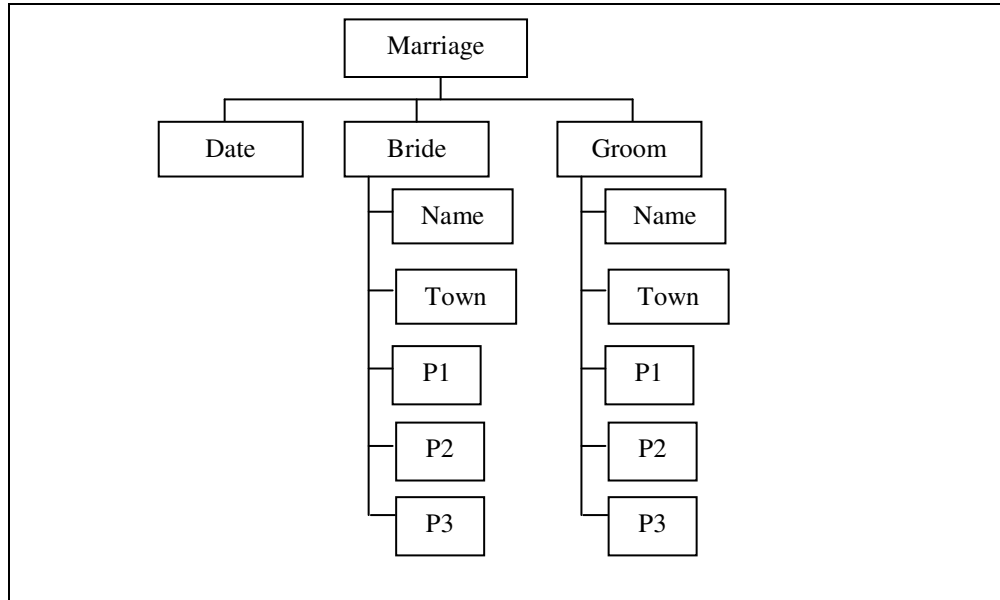 Marriage
Date Bride Groom
Name Name
Town Town
P1 P1
P2 P2
P3 P3